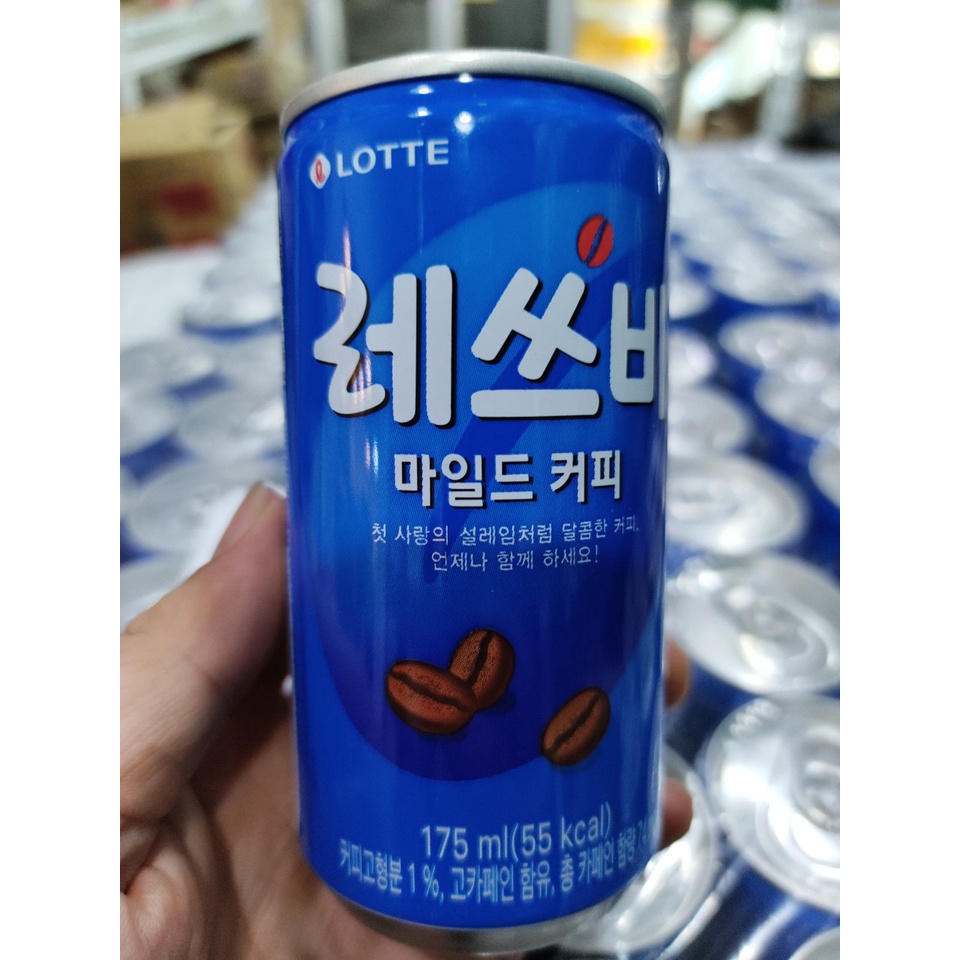 LOTTE
레쓰비
마일드 커피
첫 사랑의 설레임처럼 달콤한 커피.
언제나 함께 하세요!
175 ml(55 kcal)
커피고형분 1 %, 고카페인 함유, 총 카페인 함량